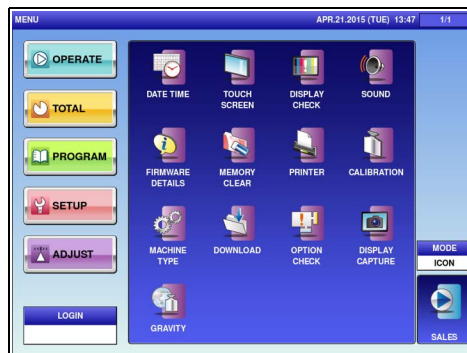 MENU APR.21.2015 (TUE) 13:47 1/1
OPERATE
TOTAL
PROGRAM
SETUP
ADJUST
LOGIN
DATE TIME
TOUCH
SCREEN
DISPLAY
CHECK
SOUND
FIRMWARE
DETAILS
MEMORY
CLEAR
PRINTER
CALIBRATION
MACHINE
TYPE
DOWNLOAD
OPTION
CHECK
DISPLAY
CAPTURE
GRAVITY
MODE
ICON
SALES